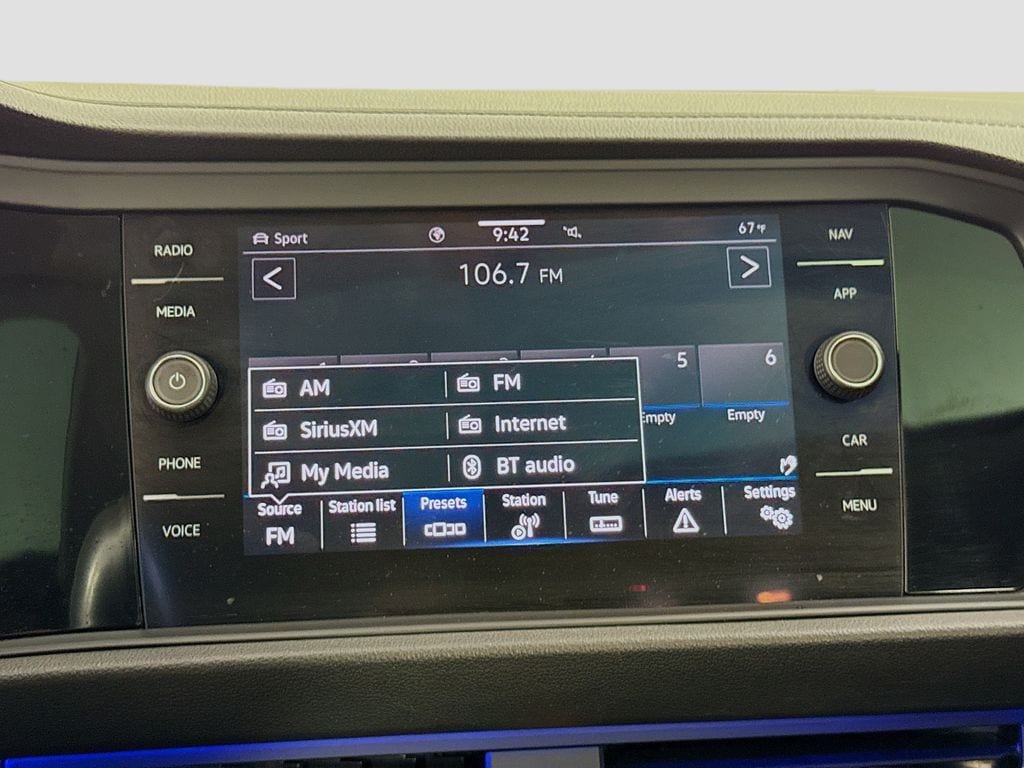 RADIO
MEDIA
PHONE
VOICE
Sport
9:42
67°F
106.7 FM
5
6
Empty
Empty
AM
FM
SiriusXM
Internet
My Media
BT audio
Source
FM
Station list
Presets
Station
Tune
Alerts
Settings
NAV
APP
CAR
MENU